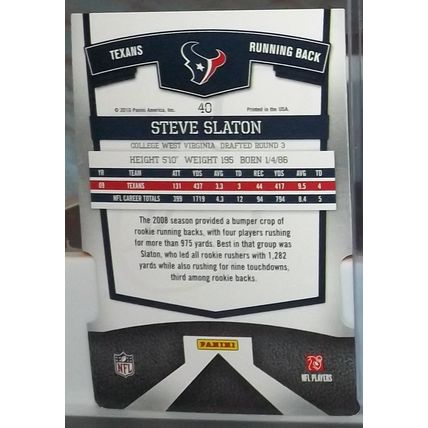 TEXANS
RUNNING BACK
© 2010 Panini America, Inc.
40
Printed in the USA.
STEVE SLATON
COLLEGE WEST VIRGINIA, DRAFTED ROUND 3
HEIGHT 5'10" WEIGHT 195 BORN 1/4/86
YR TEAM ATT YDS AVG TD REC YDS AVG TD
09 TEXANS 131 437 3.3 3 44 417 9.5 4
NFL CAREER TOTALS 399 1719 4.3 12 94 794 8.4 5
The 2008 season provided a bumper crop of
rookie running backs, with four players rushing
for more than 975 yards. Best in that group was
Slaton, who led all rookie rushers with 1,282
yards while also rushing for nine touchdowns,
third among rookie backs.
NFL
PANINI
NFL PLAYERS